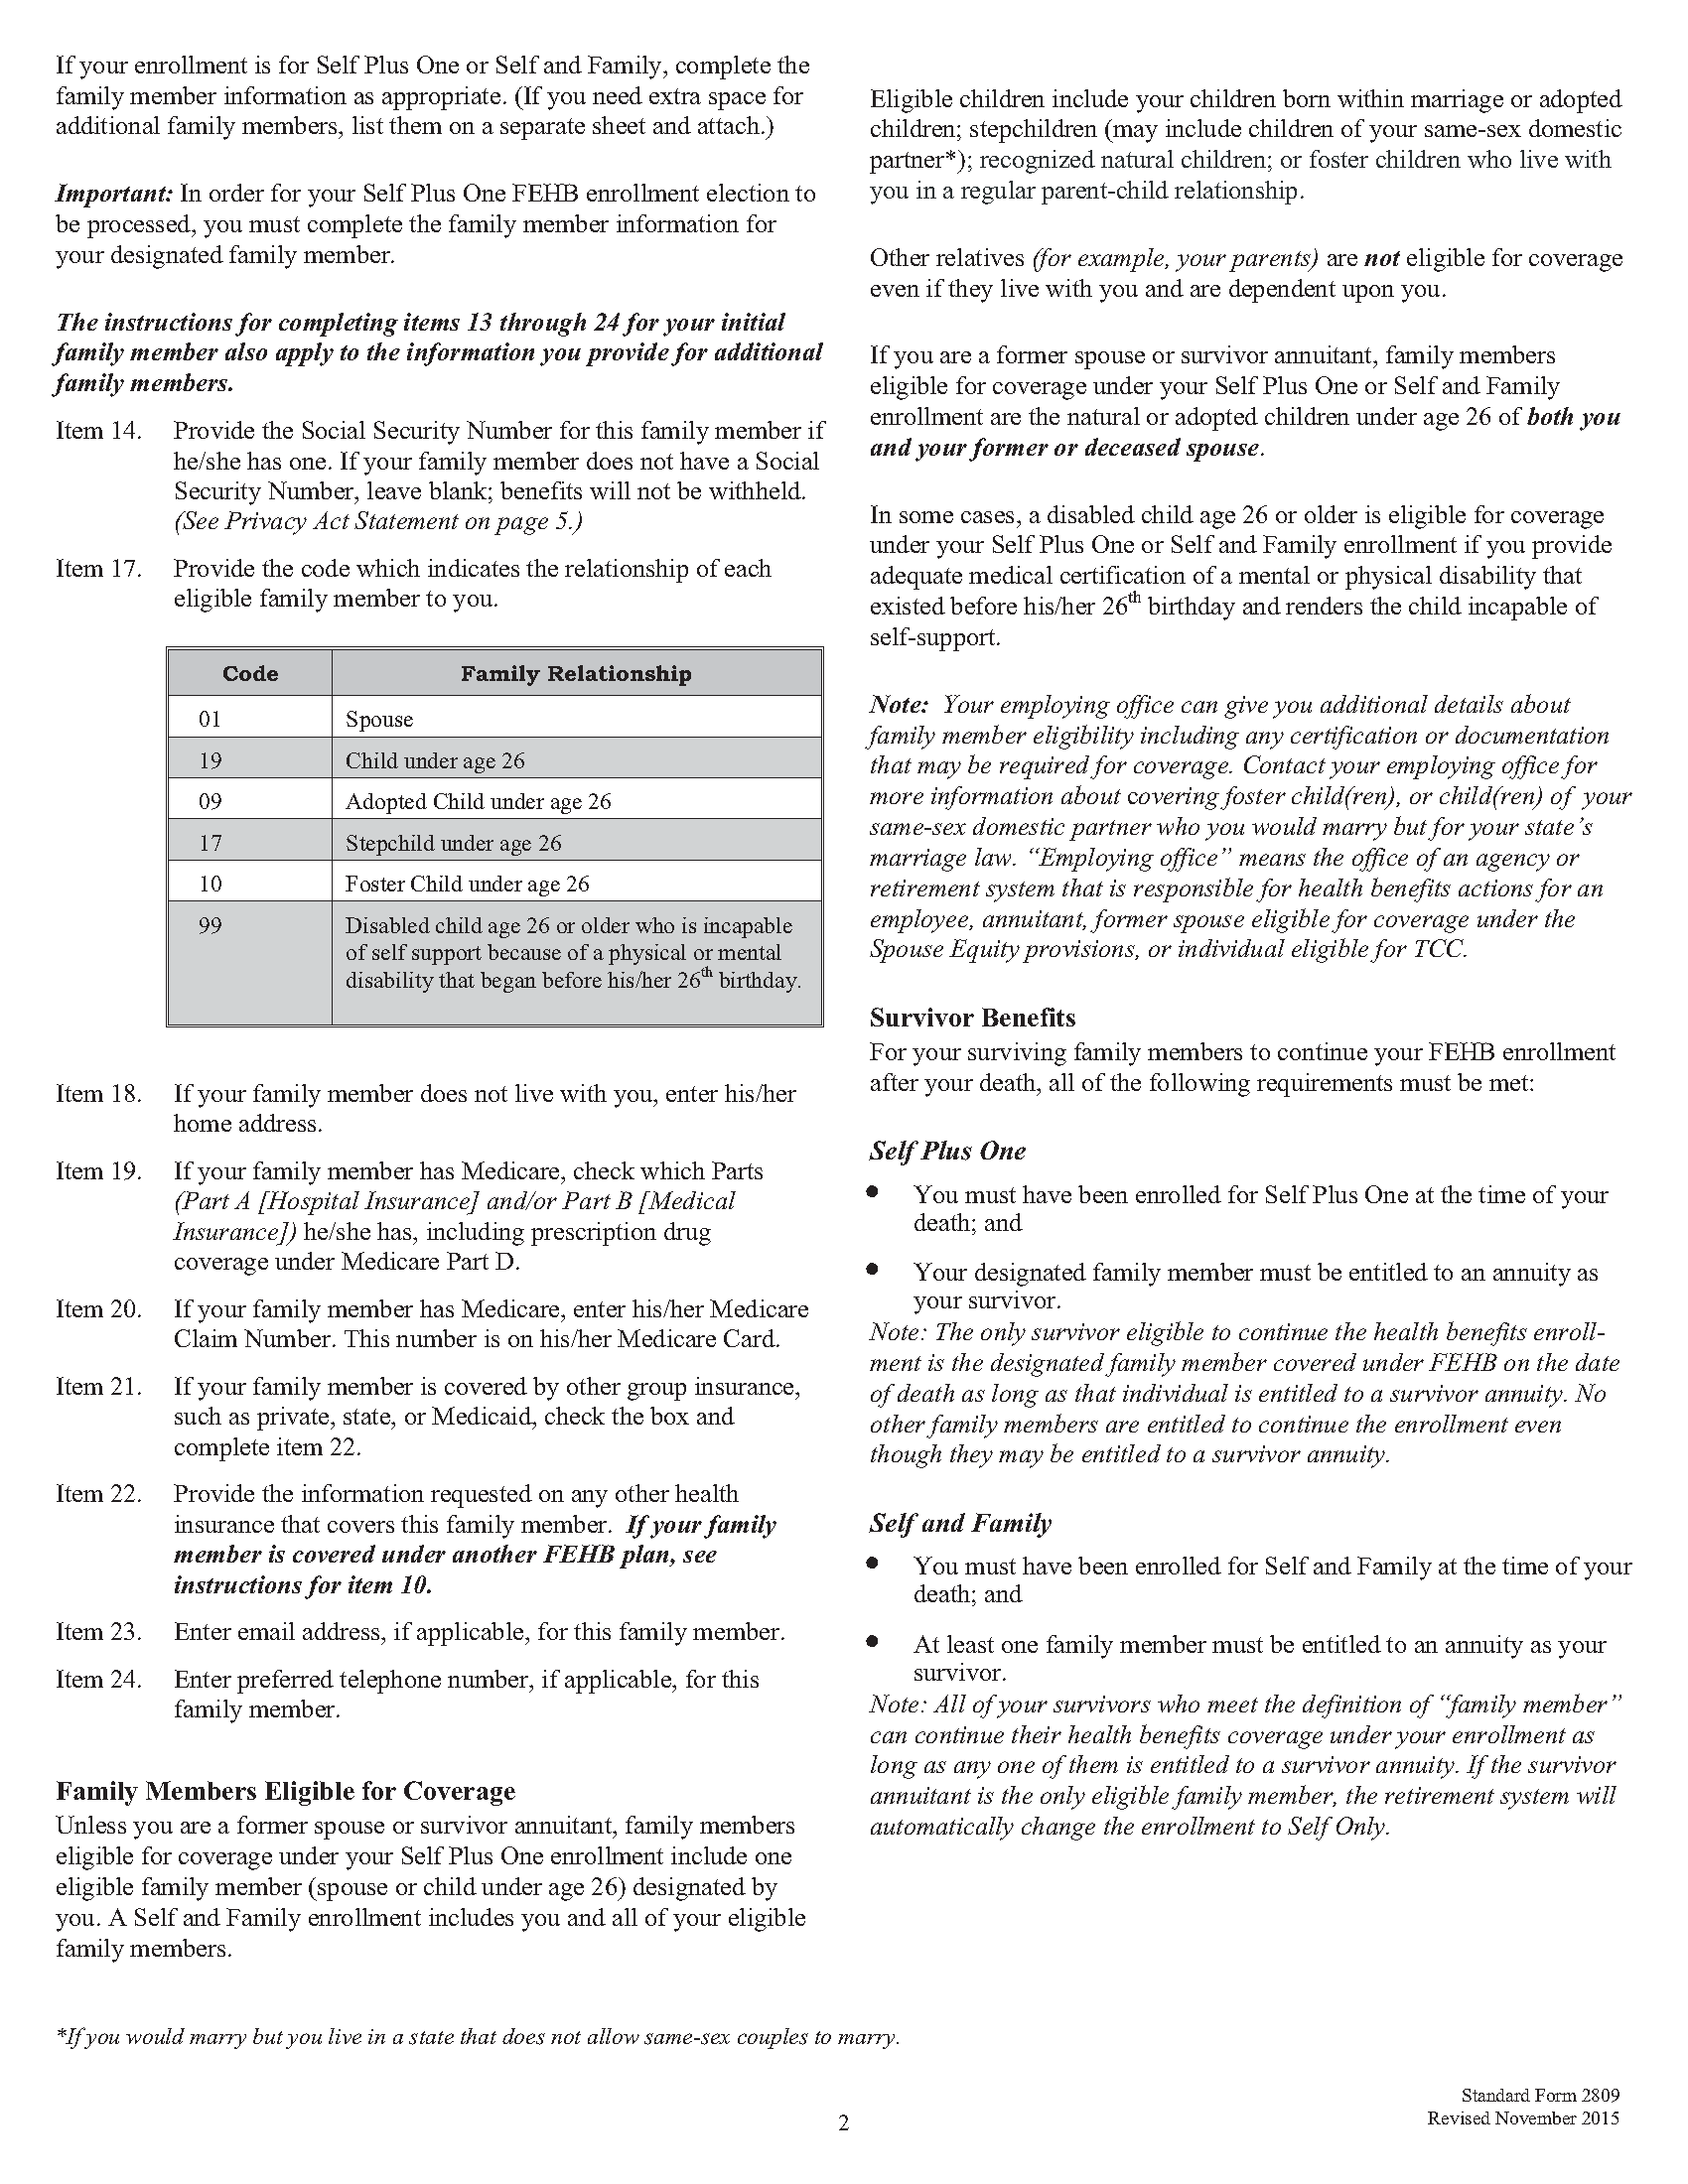 If your enrollment is for Self Plus One or Self and Family, complete the
family member information as appropriate. (If you need extra space for
additional family members, list them on a separate sheet and attach.)
Important: In order for your Self Plus One FEHB enrollment election to
be processed, you must complete the family member information for
your designated family member.
The instructions for completing items 13 through 24 for your initial
family member also apply to the information you provide for additional
family members.
Item 14. Provide the Social Security Number for this family member if
he/she has one. If your family member does not have a Social
Security Number, leave blank; benefits will not be withheld.
(See Privacy Act Statement on page 5.)
Item 17. Provide the code which indicates the relationship of each
eligible family member to you.
Code Family Relationship
01 Spouse
19 Child under age 26
09 Adopted Child under age 26
17 Stepchild under age 26
10 Foster Child under age 26
99 Disabled child age 26 or older who is incapable
of self support because of a physical or mental
disability that began before his/her 26th birthday.
Item 18. If your family member does not live with you, enter his/her
home address.
Item 19. If your family member has Medicare, check which Parts
(Part A [Hospital Insurance] and/or Part B [Medical
Insurance]) he/she has, including prescription drug
coverage under Medicare Part D.
Item 20. If your family member has Medicare, enter his/her Medicare
Claim Number. This number is on his/her Medicare Card.
Item 21. If your family member is covered by other group insurance,
such as private, state, or Medicaid, check the box and
complete item 22.
Item 22. Provide the information requested on any other health
insurance that covers this family member. If your family
member is covered under another FEHB plan, see
instructions for item 10.
Item 23. Enter email address, if applicable, for this family member.
Item 24. Enter preferred telephone number, if applicable, for this
family member.
Family Members Eligible for Coverage
Unless you are a former spouse or survivor annuitant, family members
eligible for coverage under your Self Plus One enrollment include one
eligible family member (spouse or child under age 26) designated by
you. A Self and Family enrollment includes you and all of your eligible
family members.
Eligible children include your children born within marriage or adopted
children; stepchildren (may include children of your same-sex domestic
partner*); recognized natural children; or foster children who live with
you in a regular parent-child relationship.
Other relatives (for example, your parents) are not eligible for coverage
even if they live with you and are dependent upon you.
If you are a former spouse or survivor annuitant, family members
eligible for coverage under your Self Plus One or Self and Family
enrollment are the natural or adopted children under age 26 of both you
and your former or deceased spouse.
In some cases, a disabled child age 26 or older is eligible for coverage
under your Self Plus One or Self and Family enrollment if you provide
adequate medical certification of a mental or physical disability that
existed before his/her 26th birthday and renders the child incapable of
self-support.
Note: Your employing office can give you additional details about
family member eligibility including any certification or documentation
that may be required for coverage. Contact your employing office for
more information about covering foster child(ren), or child(ren) of your
same-sex domestic partner who you would marry but for your state’s
marriage law. “Employing office” means the office of an agency or
retirement system that is responsible for health benefits actions for an
employee, annuitant, former spouse eligible for coverage under the
Spouse Equity provisions, or individual eligible for TCC.
Survivor Benefits
For your surviving family members to continue your FEHB enrollment
after your death, all of the following requirements must be met:
Self Plus One
• You must have been enrolled for Self Plus One at the time of your
death; and
• Your designated family member must be entitled to an annuity as
your survivor.
Note: The only survivor eligible to continue the health benefits enroll-
ment is the designated family member covered under FEHB on the date
of death as long as that individual is entitled to a survivor annuity. No
other family members are entitled to continue the enrollment even
though they may be entitled to a survivor annuity.
Self and Family
• You must have been enrolled for Self and Family at the time of your
death; and
• At least one family member must be entitled to an annuity as your
survivor.
Note: All of your survivors who meet the definition of “family member”
can continue their health benefits coverage under your enrollment as
long as any one of them is entitled to a survivor annuity. If the survivor
annuitant is the only eligible family member, the retirement system will
automatically change the enrollment to Self Only.
*If you would marry but you live in a state that does not allow same-sex couples to marry.
2
Standard Form 2809
Revised November 2015